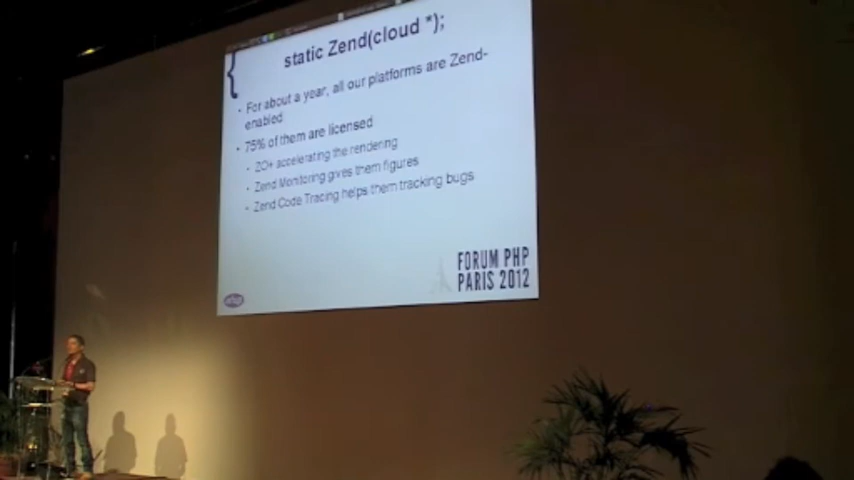 static Zend(cloud *);
{
For about a year, all our platforms are Zend-
enabled
75% of them are licensed
ZO+ accelerating the rendering
Zend Monitoring gives them figures
Zend Code Tracing helps them tracking bugs
FORUM PHP
PARIS 2012